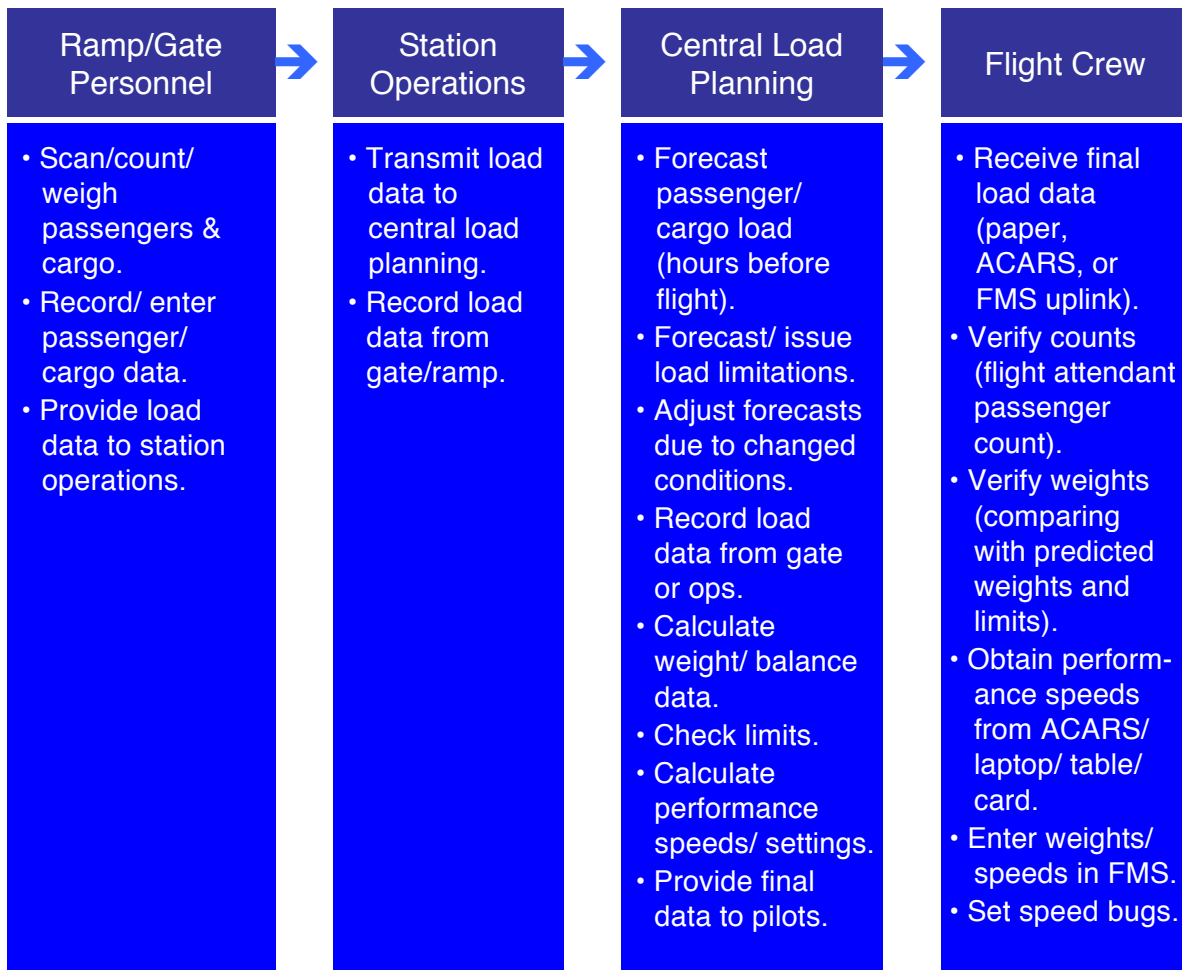 Ramp/Gate
Personnel
Station
Operations
Central Load
Planning
Flight Crew
• Scan/count/
weigh
passengers &
cargo.
• Record/ enter
passenger/
cargo data.
• Provide load
data to station
operations.
• Transmit load
data to
central load
planning.
• Record load
data from
gate/ramp.
• Forecast
passenger/
cargo load
(hours before
flight).
• Forecast/ issue
load limitations.
• Adjust forecasts
due to changed
conditions.
• Record load
data from gate
or ops.
• Calculate
weight/ balance
data.
• Check limits.
• Calculate
performance
speeds/ settings.
• Provide final
data to pilots.
• Receive final
load data
(paper,
ACARS, or
FMS uplink).
• Verify counts
(flight attendant
passenger
count).
• Verify weights
(comparing
with predicted
weights and
limits).
• Obtain perform-
ance speeds
from ACARS/
laptop/ table/
card.
• Enter weights/
speeds in FMS.
• Set speed bugs.